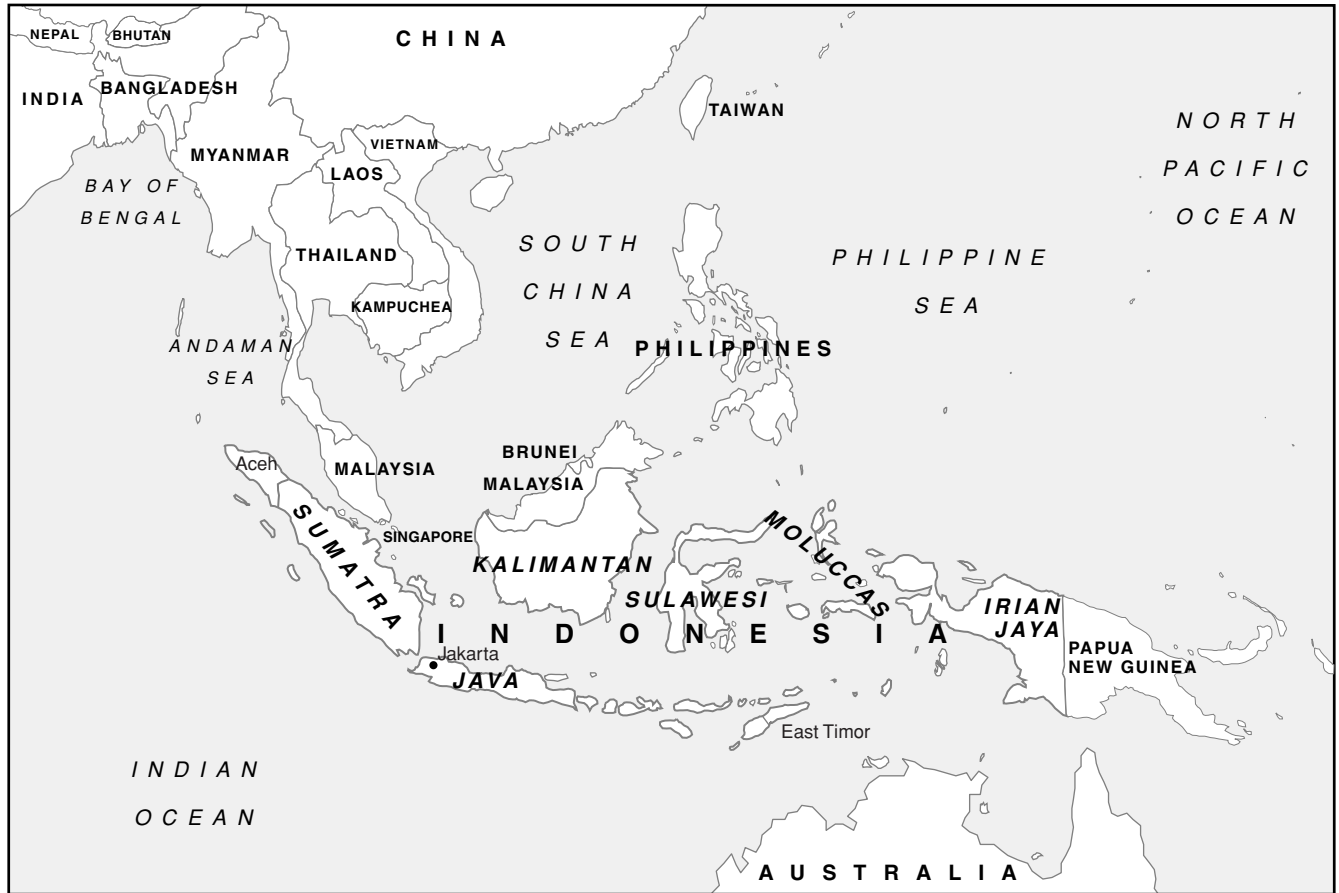 NEPAL
BHUTAN
CHINA
INDIA
BANGLADESH
TAIWAN
NORTH
PACIFIC
OCEAN
VIETNAM
MYANMAR
LAOS
BAY OF
BENGAL
SOUTH
CHINA
SEA
PHILIPPINE
SEA
THAILAND
KAMPUCHEA
ANDAMAN
SEA
PHILIPPINES
BRUNEI
Aceh
MALAYSIA
MALAYSIA
SINGAPORE
SUMATRA
KALIMANTAN
MOLUCCAS
SULAWESI
IRIAN
JAYA
INDONESIA
Jakarta
JAVA
PAPUA
NEW GUINEA
East Timor
INDIAN
OCEAN
AUSTRALIA